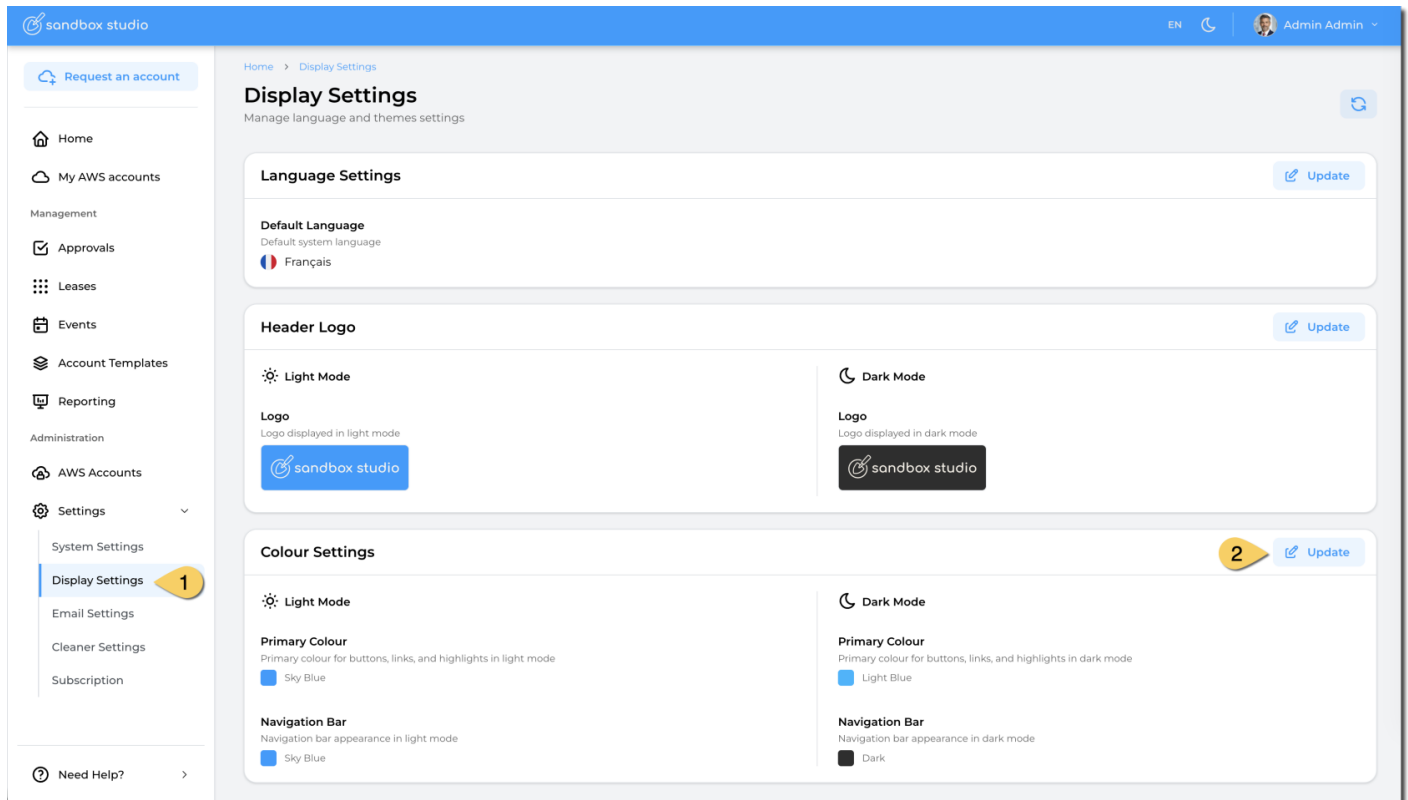 sandbox studio
EN
Admin Admin
Request an account
Home
My AWS accounts
Management
Approvals
Leases
Events
Account Templates
Reporting
Administration
AWS Accounts
Settings
System Settings
Display Settings
1
Email Settings
Cleaner Settings
Subscription
Need Help?
Home > Display Settings
Display Settings
Manage language and themes settings
Language Settings
Update
Default Language
Default system language
Français
Header Logo
Update
Light Mode
Logo
Logo displayed in light mode
sandbox studio
Dark Mode
Logo
Logo displayed in dark mode
sandbox studio
Colour Settings
2
Update
Light Mode
Primary Colour
Primary colour for buttons, links, and highlights in light mode
Sky Blue
Navigation Bar
Navigation bar appearance in light mode
Sky Blue
Dark Mode
Primary Colour
Primary colour for buttons, links, and highlights in dark mode
Light Blue
Navigation Bar
Navigation bar appearance in dark mode
Dark